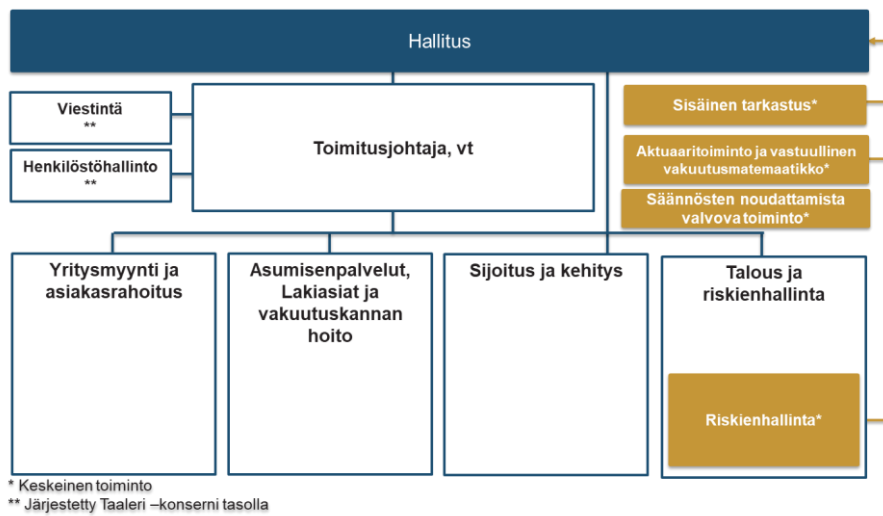 Hallitus
Viestintä
**
Henkilöstöhallinto
**
Toimitusjohtaja, vt
Sisäinen tarkastus*
Aktuaaritoiminto ja vastuullinen
vakuutusmatemaatikko*
Säännösten noudattamista
valvova toiminto*
Yritysmyynti ja
asiakasrahoitus
Asumisenpalvelut,
Lakiasiat ja
vakuutuskannan
hoito
Sijoitus ja kehitys
Talous ja
riskienhallinta
Riskienhallinta*
* Keskeinen toiminto
** Järjestetty Taaleri –konserni tasolla